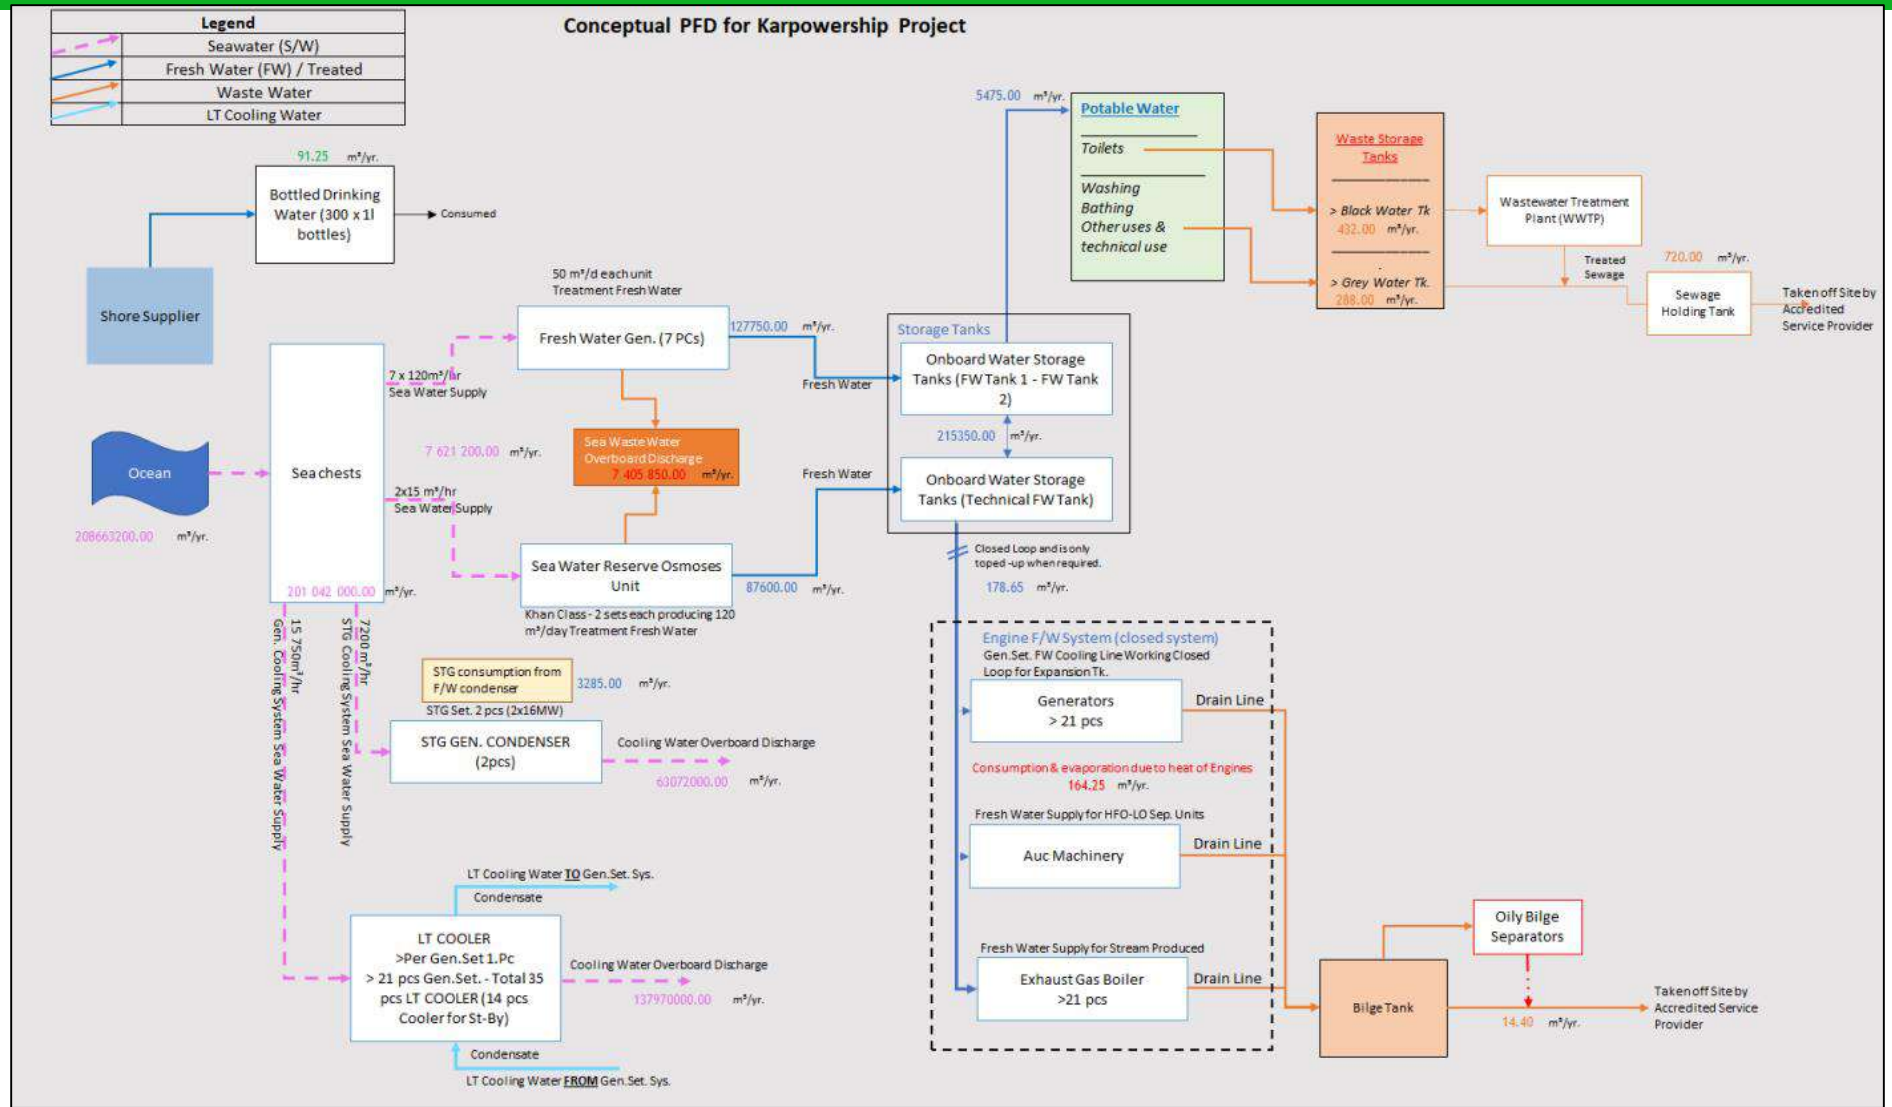 Conceptual PFD for Karpowership Project
Legend
Seawater (S/W)
Fresh Water (FW) / Treated
Waste Water
LT Cooling Water
91.25 m³/yr.
Bottled Drinking
Water (300 x 1l
bottles)
Consumed
Shore Supplier
Ocean
208663200.00 m³/yr.
Sea chests
201 042 000.00 m³/yr.
7 x 120m³/hr
Sea Water Supply
7 621 200.00 m³/yr.
2x15 m³/hr
Sea Water Supply
15 750m³/hr
Gen. Cooling System Sea Water Supply
7200 m³/hr
STG Cooling System Sea Water Supply
50 m³/d each unit
Treatment Fresh Water
Fresh Water Gen. (7 PCs)
127750.00 m³/yr.
Fresh Water
Sea Waste Water
Overboard Discharge
7 405 850.00 m³/yr.
Sea Water Reserve Osmoses
Unit
87600.00 m³/yr.
Fresh Water
Khan Class - 2 sets each producing 120
m³/day Treatment Fresh Water
STG consumption from
F/W condenser
3285.00 m³/yr.
STG Set. 2 pcs (2x16MW)
STG GEN. CONDENSER
(2pcs)
Cooling Water Overboard Discharge
63072000.00 m³/yr.
LT Cooling Water TO Gen.Set. Sys.
Condensate
LT COOLER
>Per Gen.Set 1.Pc
> 21 pcs Gen.Set. - Total 35
pcs LT COOLER (14 pcs
Cooler for St-By)
Cooling Water Overboard Discharge
137970000.00 m³/yr.
Condensate
LT Cooling Water FROM Gen.Set. Sys.
Storage Tanks
Onboard Water Storage
Tanks (FW Tank 1 - FW Tank
2)
215350.00 m³/yr.
Onboard Water Storage
Tanks (Technical FW Tank)
Closed Loop and is only
toped -up when required.
178.65 m³/yr.
5475.00 m³/yr.
Potable Water
Toilets
Washing
Bathing
Other uses &
technical use
Waste Storage
Tanks
> Black Water Tk
432.00 m³/yr.
.
> Grey Water Tk.
288.00 m³/yr.
Wastewater Treatment
Plant (WWTP)
Treated
Sewage
720.00 m³/yr.
Sewage
Holding Tank
Taken off Site by
Accredited
Service Provider
Engine F/W System (closed system)
Gen.Set. FW Cooling Line Working Closed
Loop for Expansion Tk.
Generators
> 21 pcs
Drain Line
Consumption & evaporation due to heat of Engines
164.25 m³/yr.
Fresh Water Supply for HFO-LO Sep. Units
Auc Machinery
Drain Line
Fresh Water Supply for Stream Produced
Exhaust Gas Boiler
>21 pcs
Drain Line
Oily Bilge
Separators
Bilge Tank
14.40 m³/yr.
Taken off Site by
Accredited Service
Provider